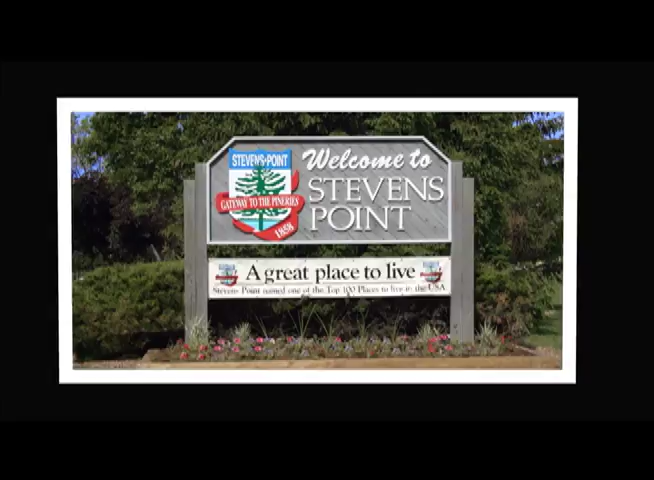 STEVENS·POINT
GATEWAY TO THE PINERIES
1858
Welcome to
STEVENS
POINT
A great place to live
Stevens Point named one of the Top 100 Places to live in the USA